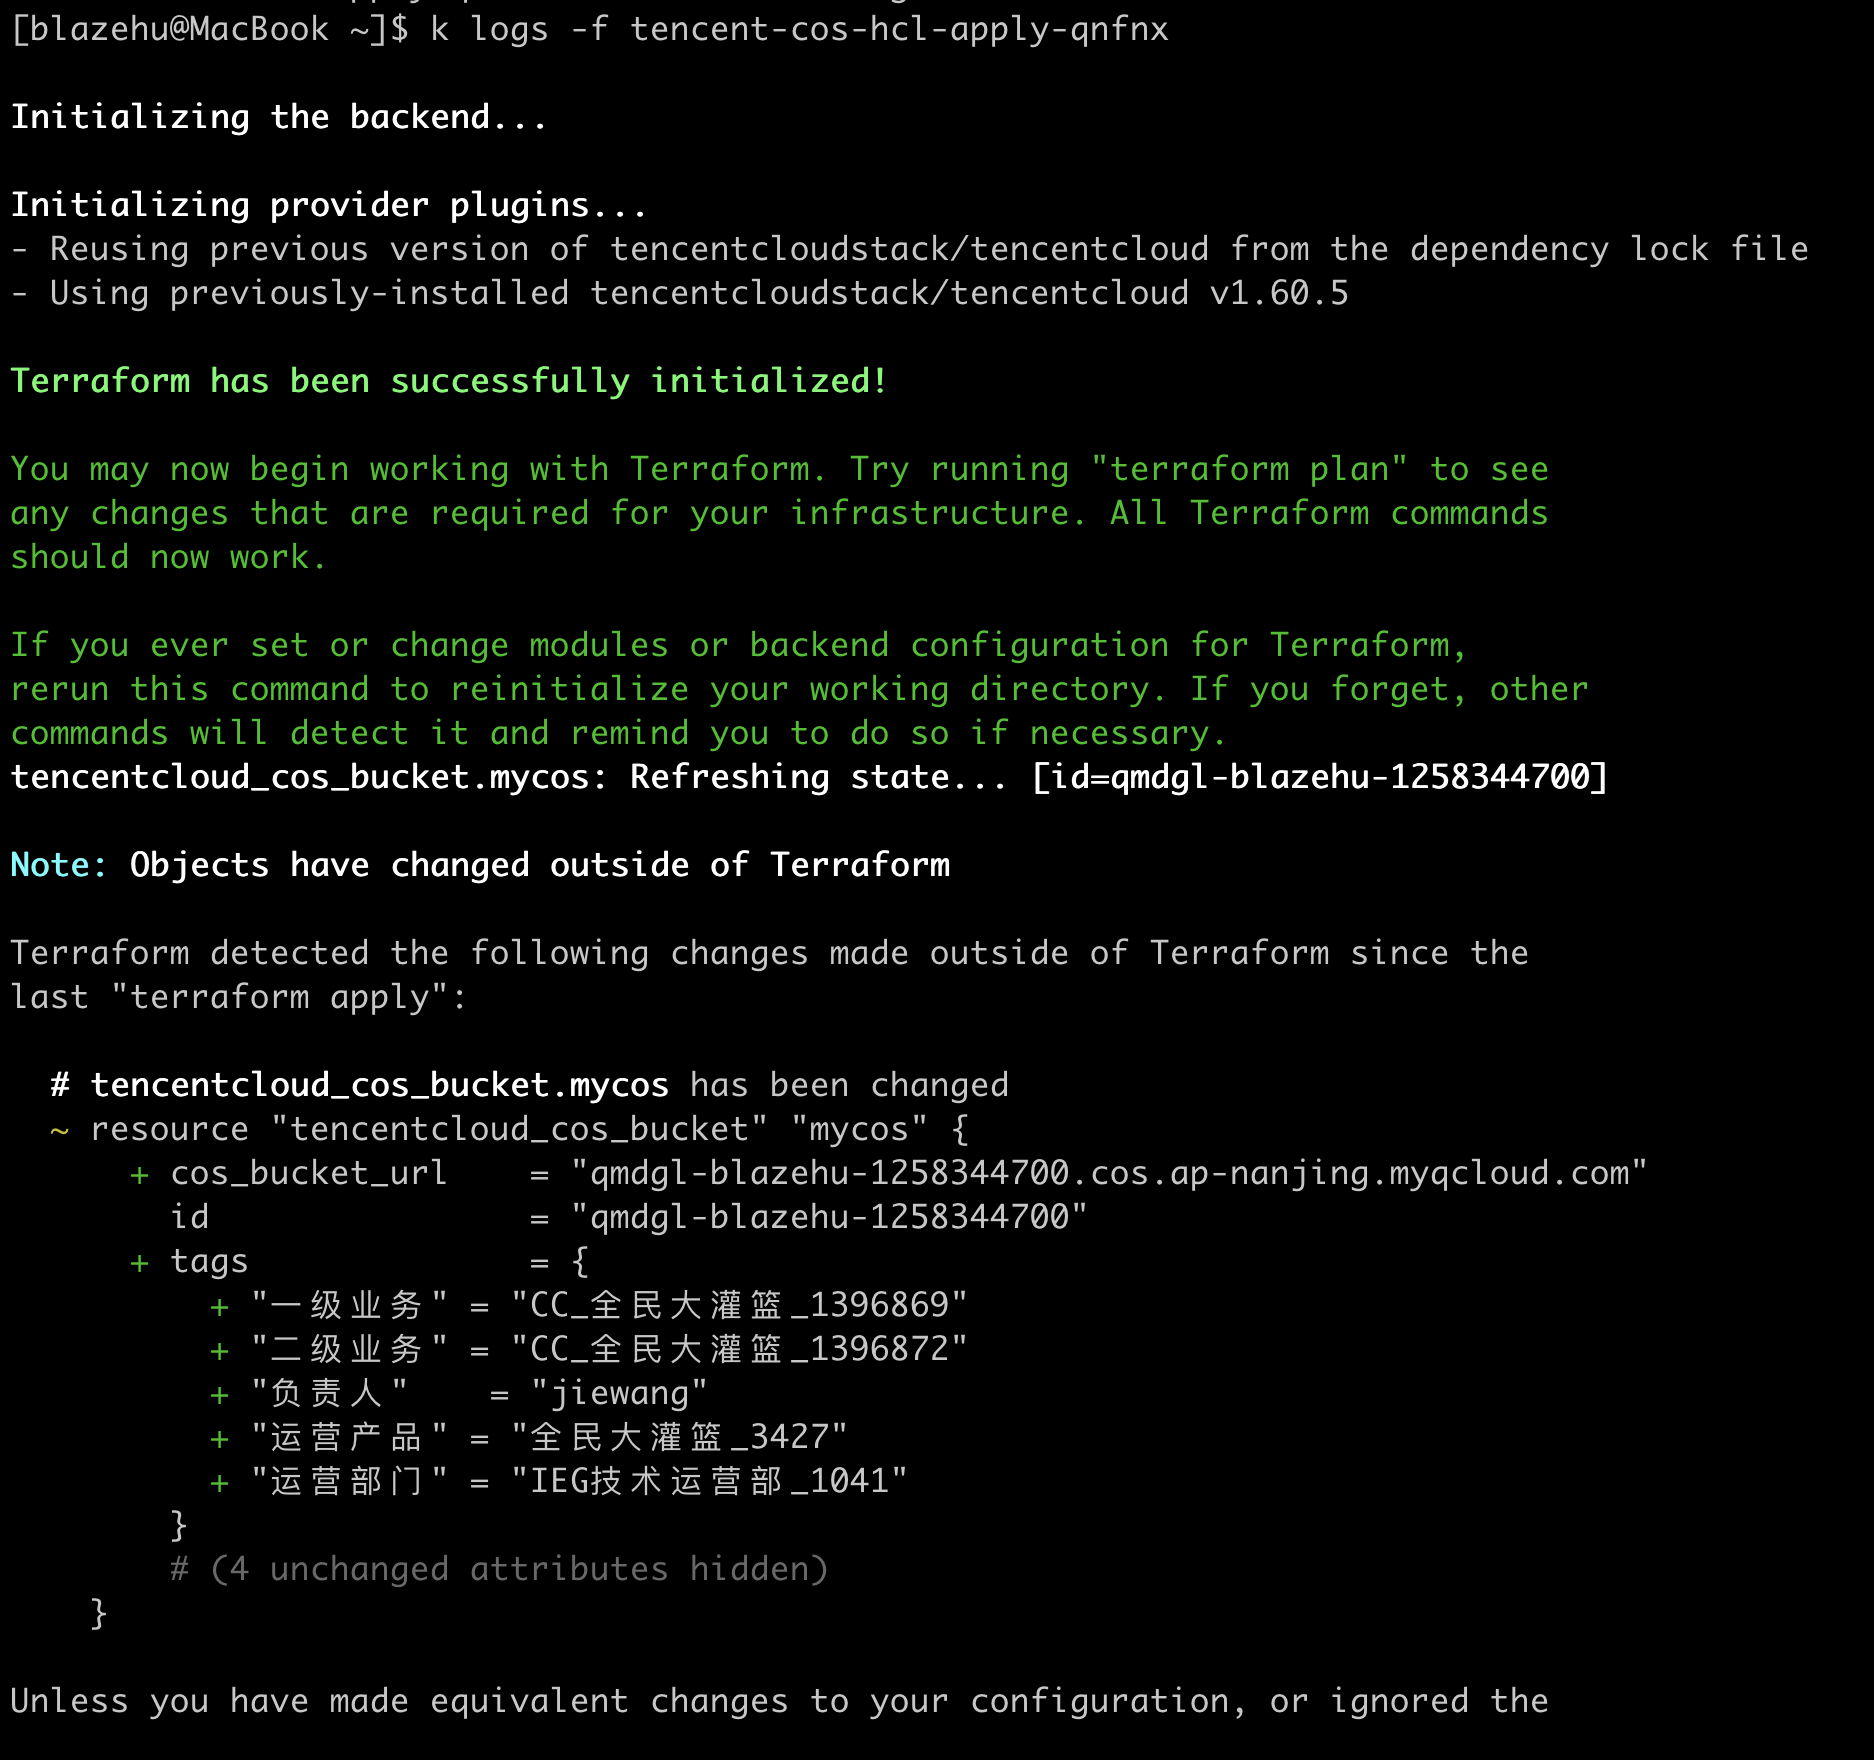 [blazehu@MacBook ~]$ k logs -f tencent-cos-hcl-apply-qnfnx
Initializing the backend...
Initializing provider plugins...
- Reusing previous version of tencentcloudstack/tencentcloud from the dependency lock file
- Using previously-installed tencentcloudstack/tencentcloud v1.60.5
Terraform has been successfully initialized!
You may now begin working with Terraform. Try running "terraform plan" to see
any changes that are required for your infrastructure. All Terraform commands
should now work.
If you ever set or change modules or backend configuration for Terraform,
rerun this command to reinitialize your working directory. If you forget, other
commands will detect it and remind you to do so if necessary.
tencentcloud_cos_bucket.mycos: Refreshing state... [id=qmdgl-blazehu-1258344700]
Note: Objects have changed outside of Terraform
Terraform detected the following changes made outside of Terraform since the
last "terraform apply":
# tencentcloud_cos_bucket.mycos has been changed
~ resource "tencentcloud_cos_bucket" "mycos" {
+ cos_bucket_url = "qmdgl-blazehu-1258344700.cos.ap-nanjing.myqcloud.com"
id = "qmdgl-blazehu-1258344700"
+ tags = {
+ "一级业务" = "CC_全民大灌篮_1396869"
+ "二级业务" = "CC_全民大灌篮_1396872"
+ "负责人" = "jiewang"
+ "运营产品" = "全民大灌篮_3427"
+ "运营部门" = "IEG技术运营部_1041"
}
# (4 unchanged attributes hidden)
}
Unless you have made equivalent changes to your configuration, or ignored the